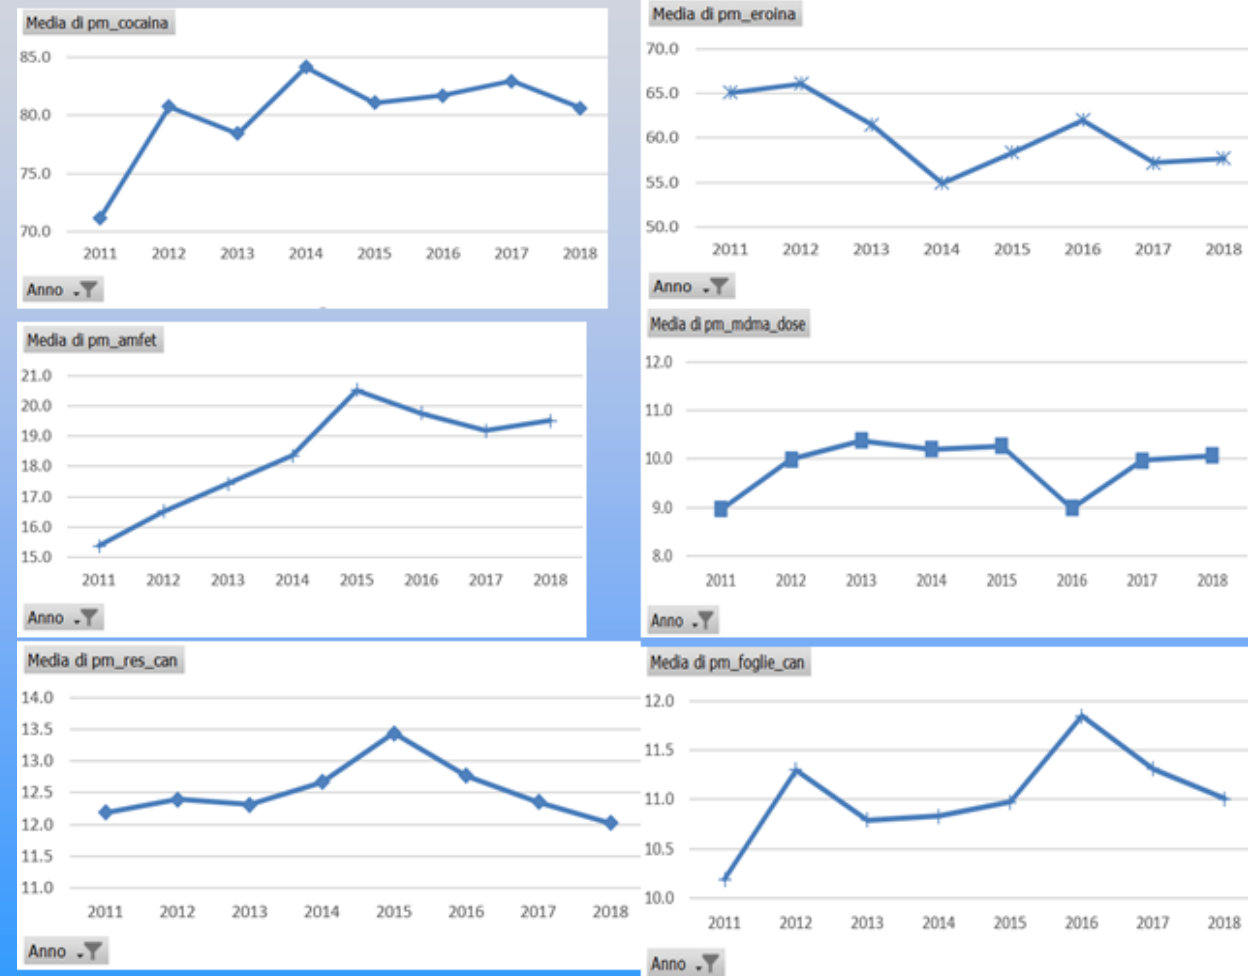 Media di pm_cocaina
85.0
80.0
75.0
70.0
2011 2012 2013 2014 2015 2016 2017 2018
Anno
Media di pm_eroina
70.0
65.0
60.0
55.0
50.0
2011 2012 2013 2014 2015 2016 2017 2018
Anno
Media di pm_amfet
21.0
20.0
19.0
18.0
17.0
16.0
15.0
2011 2012 2013 2014 2015 2016 2017 2018
Anno
Media di pm_mdma_dose
12.0
11.0
10.0
9.0
8.0
2011 2012 2013 2014 2015 2016 2017 2018
Anno
Media di pm_res_can
14.0
13.5
13.0
12.5
12.0
11.5
11.0
2011 2012 2013 2014 2015 2016 2017 2018
Anno
Media di pm_foglie_can
12.0
11.5
11.0
10.5
10.0
2011 2012 2013 2014 2015 2016 2017 2018
Anno